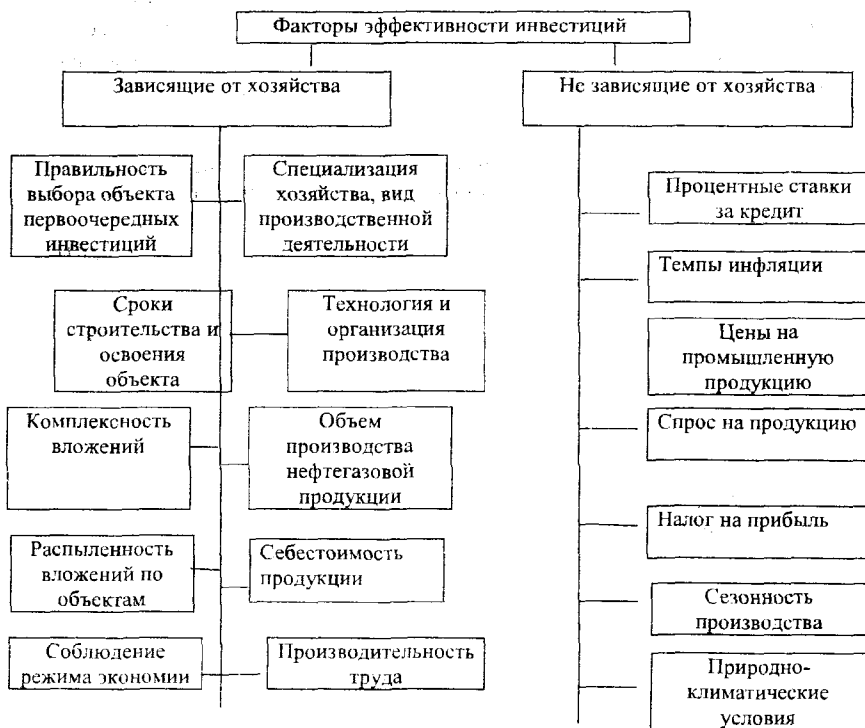 Факторы эффективности инвестиций
Зависящие от хозяйства
Не зависящие от хозяйства
Правильность
выбора объекта
первоочередных
инвестиций
Специализация
хозяйства, вид
производственной
деятельности
Сроки
строительства и
освоения
объекта
Технология и
организация
производства
Комплексность
вложений
Объем
производства
нефтегазовой
продукции
Распыленность
вложений по
объектам
Себестоимость
продукции
Соблюдение
режима экономии
Производительность
труда
Процентные ставки
за кредит
Темпы инфляции
Цены на
промышленную
продукцию
Спрос на продукцию
Налог на прибыль
Сезонность
производства
Природно-
климатические
условия